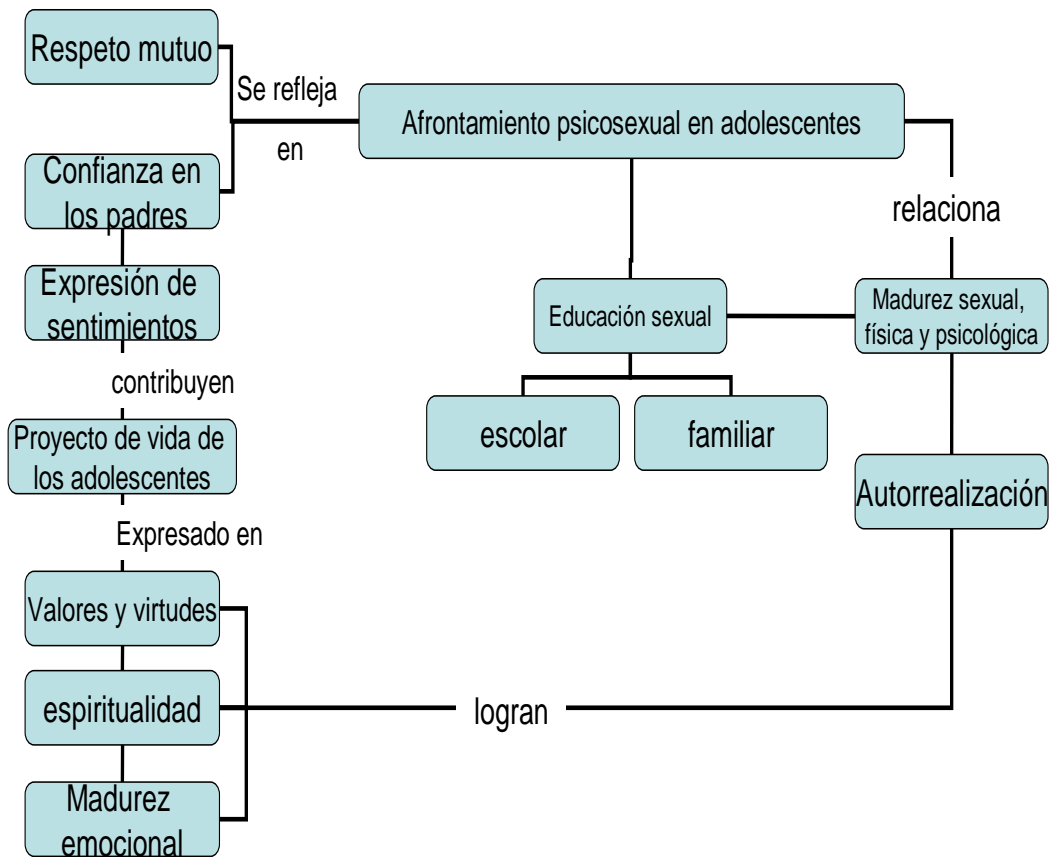 Respeto mutuo
Se refleja
en
Afrontamiento psicosexual en adolescentes
Confianza en
los padres
relaciona
Expresión de
sentimientos
Educación sexual
Madurez sexual,
física y psicológica
contribuyen
escolar
familiar
Proyecto de vida de
los adolescentes
Autorrealización
Expresado en
Valores y virtudes
espiritualidad
logran
Madurez
emocional